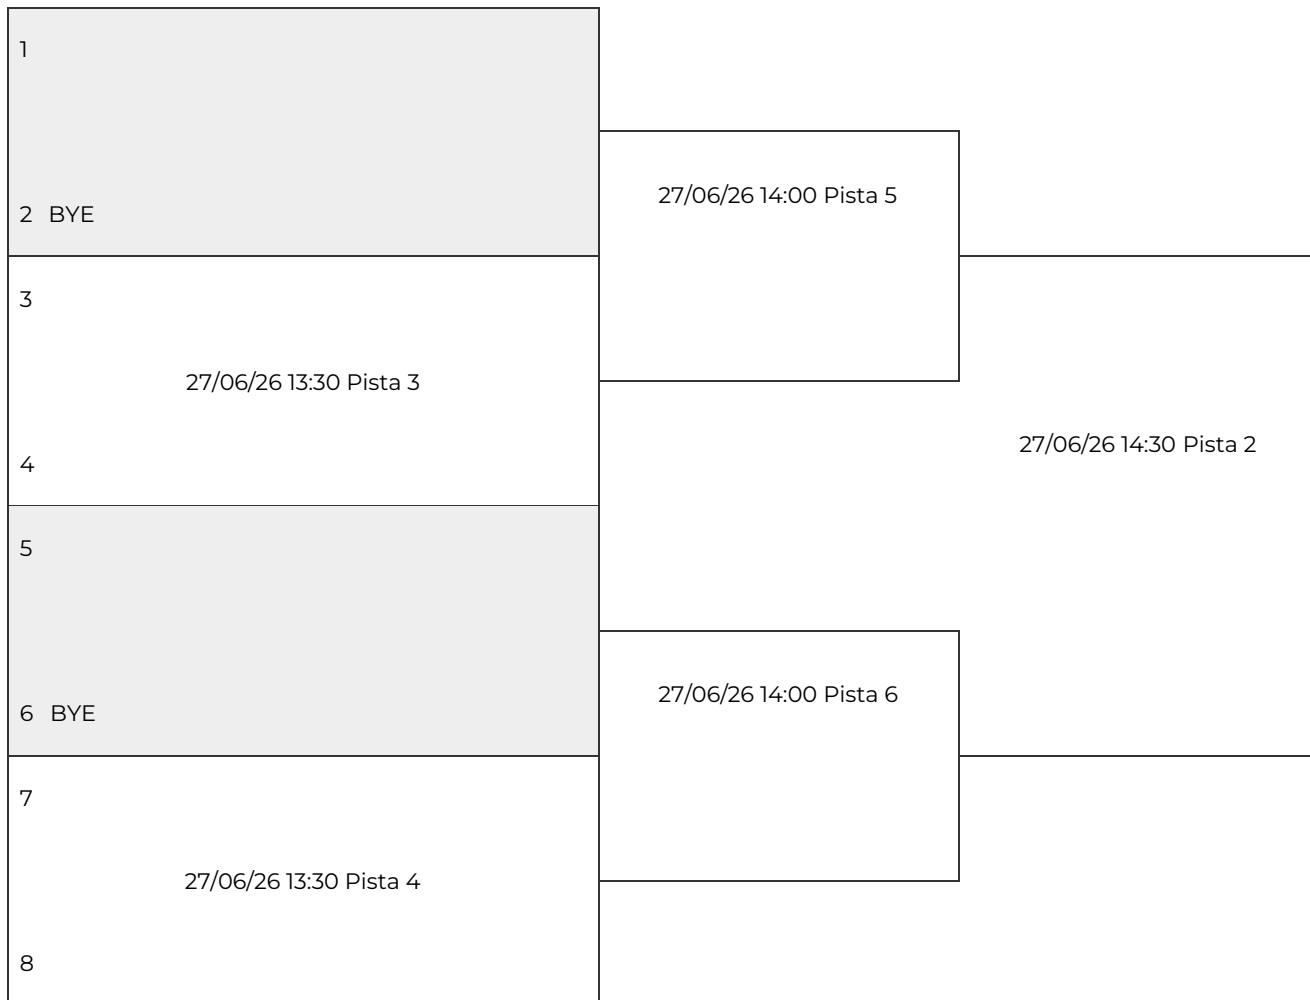 1
2 BYE
3
27/06/26 13:30 Pista 3
4
5
6 BYE
7
27/06/26 13:30 Pista 4
8
27/06/26 14:00 Pista 5
27/06/26 14:00 Pista 6
27/06/26 14:30 Pista 2